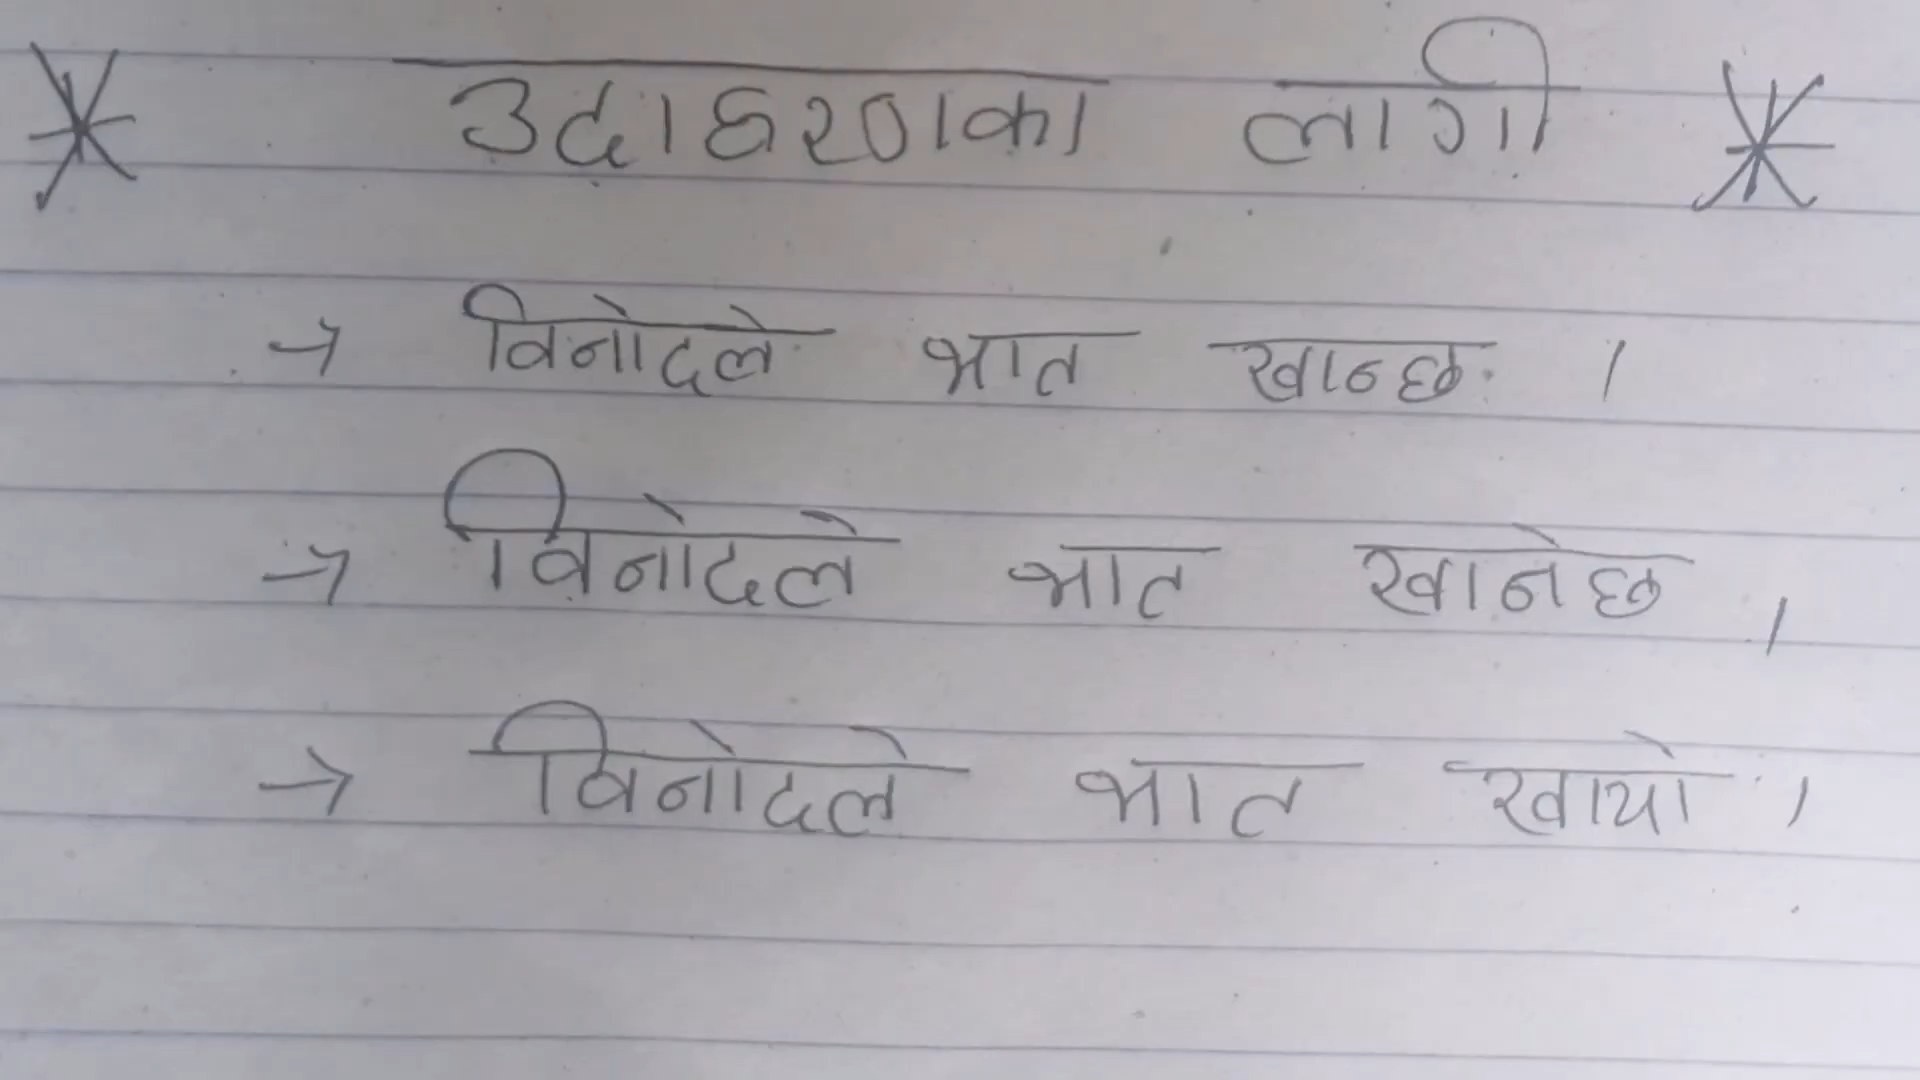 * उदाहरणका लागी *
→ विनोदले भात खान्छ ।
→ विनोदले भात खानेछ ।
→ विनोदले भात खायो ।